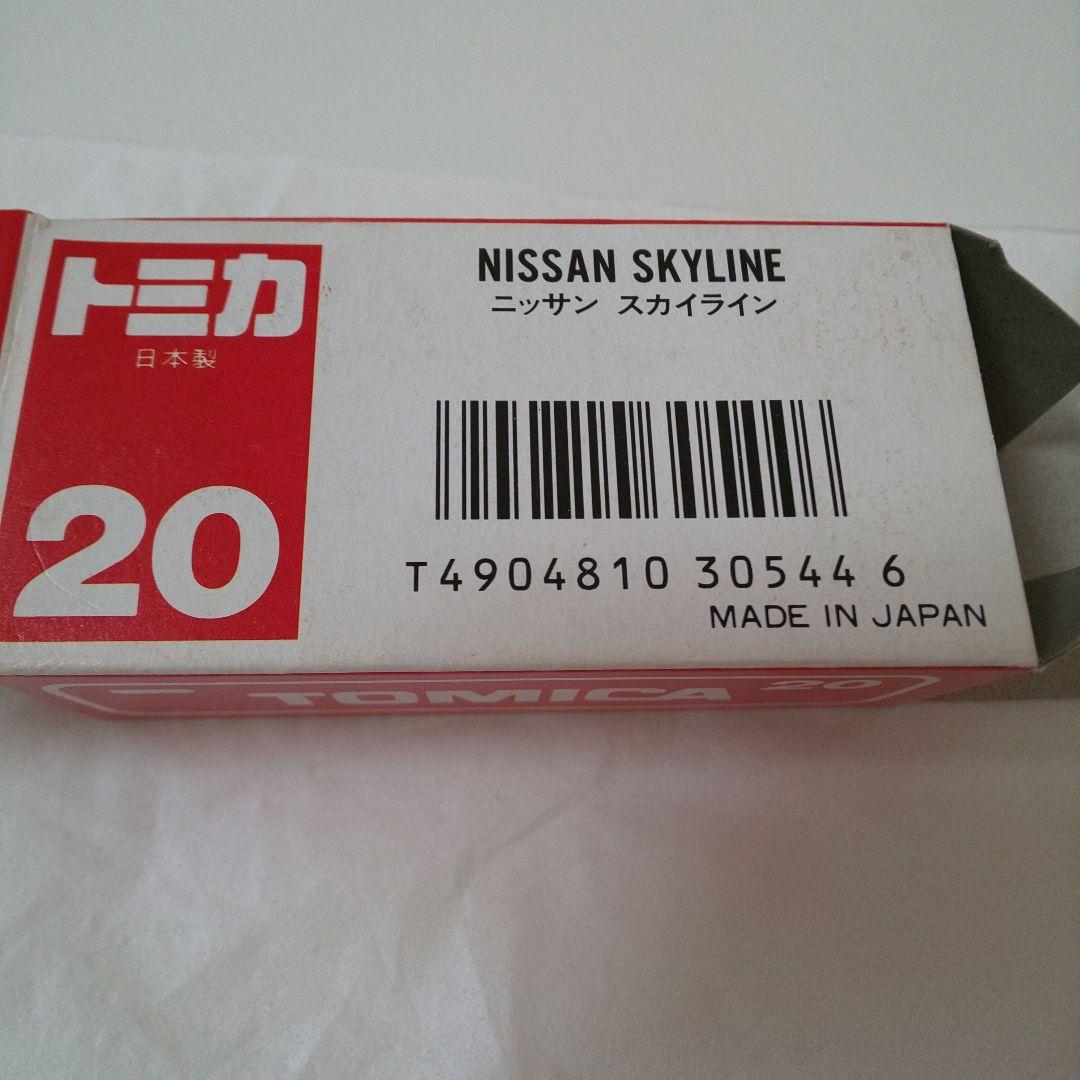 トミカ
日本製
20
NISSAN SKYLINE
ニッサン スカイライン
T4904810 30544 6
MADE IN JAPAN
TOMICA 20